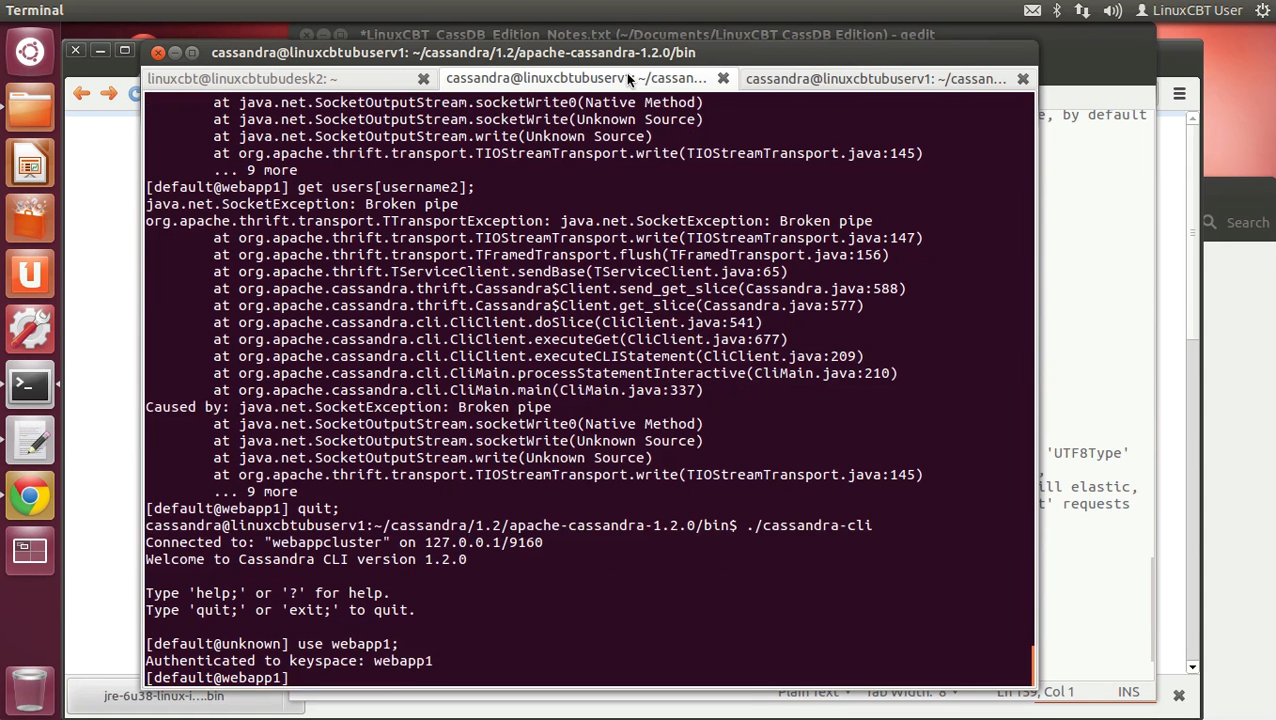 Terminal
LinuxCBT User
*LinuxCBT_CassDB_Edition_Notes.txt (~/Documents/LinuxCBT CassDB Edition) - gedit
cassandra@linuxcbtubuserv1: ~/cassandra/1.2/apache-cassandra-1.2.0/bin
linuxcbt@linuxcbtubudesk2: ~
cassandra@linuxcbtubuserv1: ~/cassan...
cassandra@linuxcbtubuserv1: ~/cassan...
at java.net.SocketOutputStream.socketWrite0(Native Method)
at java.net.SocketOutputStream.socketWrite(Unknown Source)
at java.net.SocketOutputStream.write(Unknown Source)
at org.apache.thrift.transport.TIOStreamTransport.write(TIOStreamTransport.java:145)
... 9 more
[default@webapp1] get users[username2];
java.net.SocketException: Broken pipe
org.apache.thrift.transport.TTransportException: java.net.SocketException: Broken pipe
at org.apache.thrift.transport.TIOStreamTransport.write(TIOStreamTransport.java:147)
at org.apache.thrift.transport.TFramedTransport.flush(TFramedTransport.java:156)
at org.apache.thrift.TServiceClient.sendBase(TServiceClient.java:65)
at org.apache.cassandra.thrift.Cassandra$Client.send_get_slice(Cassandra.java:588)
at org.apache.cassandra.thrift.Cassandra$Client.get_slice(Cassandra.java:577)
at org.apache.cassandra.cli.CliClient.doSlice(CliClient.java:541)
at org.apache.cassandra.cli.CliClient.executeGet(CliClient.java:677)
at org.apache.cassandra.cli.CliClient.executeCLIStatement(CliClient.java:209)
at org.apache.cassandra.cli.CliMain.processStatementInteractive(CliMain.java:210)
at org.apache.cassandra.cli.CliMain.main(CliMain.java:337)
Caused by: java.net.SocketException: Broken pipe
at java.net.SocketOutputStream.socketWrite0(Native Method)
at java.net.SocketOutputStream.socketWrite(Unknown Source)
at java.net.SocketOutputStream.write(Unknown Source)
at org.apache.thrift.transport.TIOStreamTransport.write(TIOStreamTransport.java:145)
... 9 more
[default@webapp1] quit;
cassandra@linuxcbtubuserv1:~/cassandra/1.2/apache-cassandra-1.2.0/bin$ ./cassandra-cli
Connected to: "webappcluster" on 127.0.0.1/9160
Welcome to Cassandra CLI version 1.2.0
Type 'help;' or '?' for help.
Type 'quit;' or 'exit;' to quit.
[default@unknown] use webapp1;
Authenticated to keyspace: webapp1
[default@webapp1]
e, by default
Search
'UTF8Type'
ill elastic,
t' requests
jre-6u38-linux-i....bin
Plain Text
Tab Width: 8
Ln 159, Col 1
INS